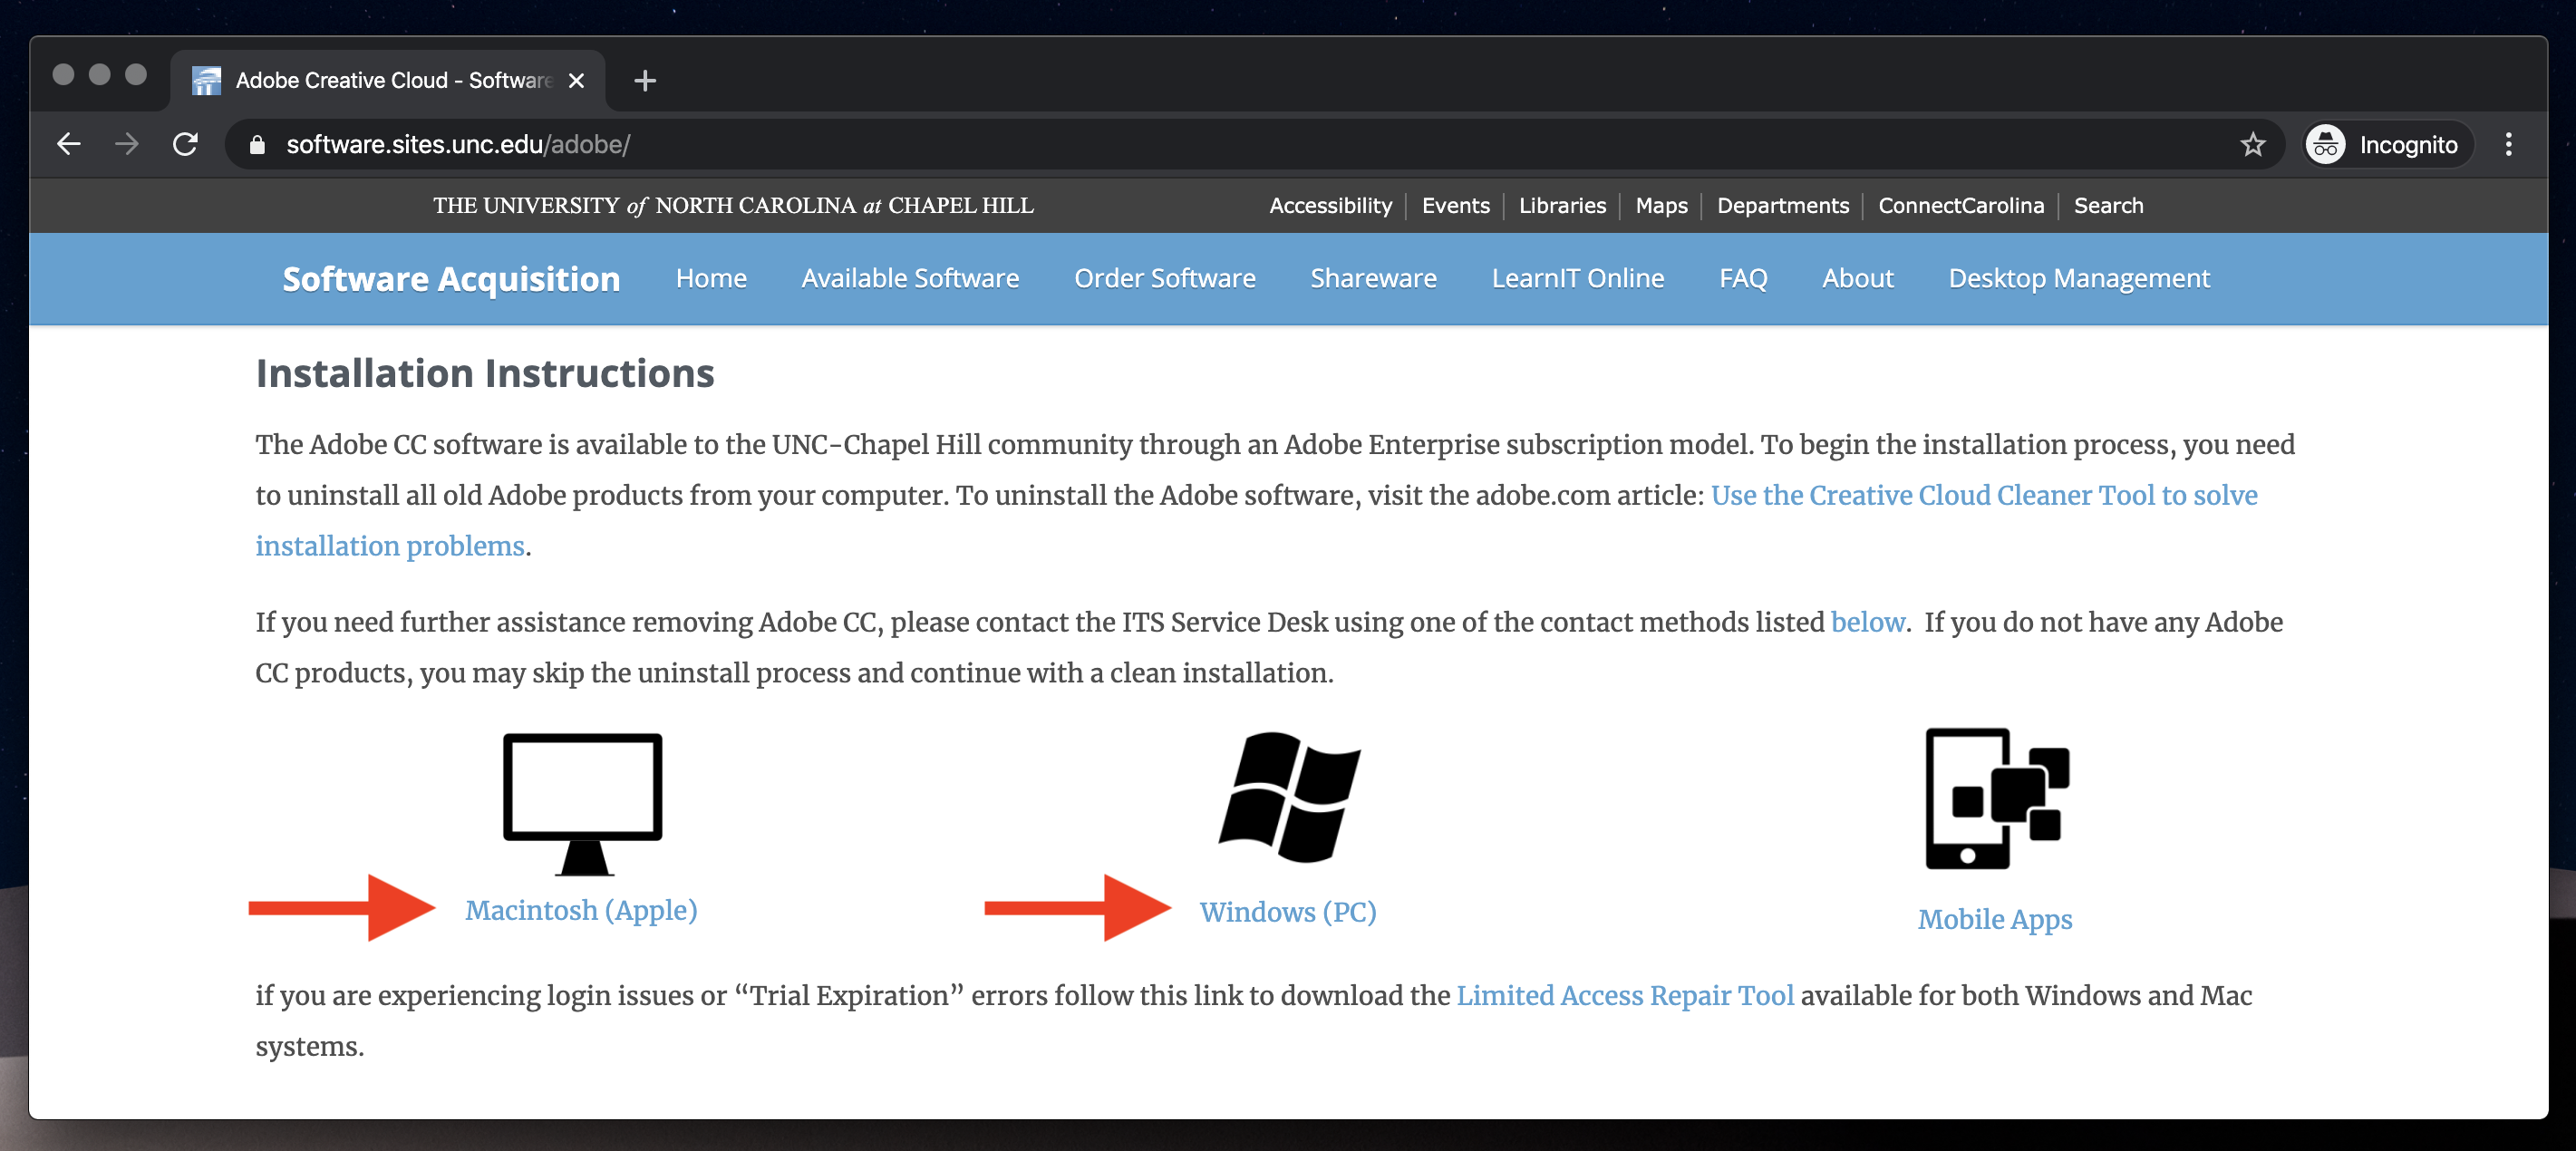 Adobe Creative Cloud - Software
software.sites.unc.edu/adobe/
Incognito
THE UNIVERSITY of NORTH CAROLINA at CHAPEL HILL
Accessibility Events Libraries Maps Departments ConnectCarolina Search
Software Acquisition Home Available Software Order Software Shareware LearnIT Online FAQ About Desktop Management
Installation Instructions
The Adobe CC software is available to the UNC-Chapel Hill community through an Adobe Enterprise subscription model. To begin the installation process, you need
to uninstall all old Adobe products from your computer. To uninstall the Adobe software, visit the adobe.com article: Use the Creative Cloud Cleaner Tool to solve
installation problems.
If you need further assistance removing Adobe CC, please contact the ITS Service Desk using one of the contact methods listed below. If you do not have any Adobe
CC products, you may skip the uninstall process and continue with a clean installation.
Macintosh (Apple)
Windows (PC)
Mobile Apps
if you are experiencing login issues or “Trial Expiration” errors follow this link to download the Limited Access Repair Tool available for both Windows and Mac
systems.